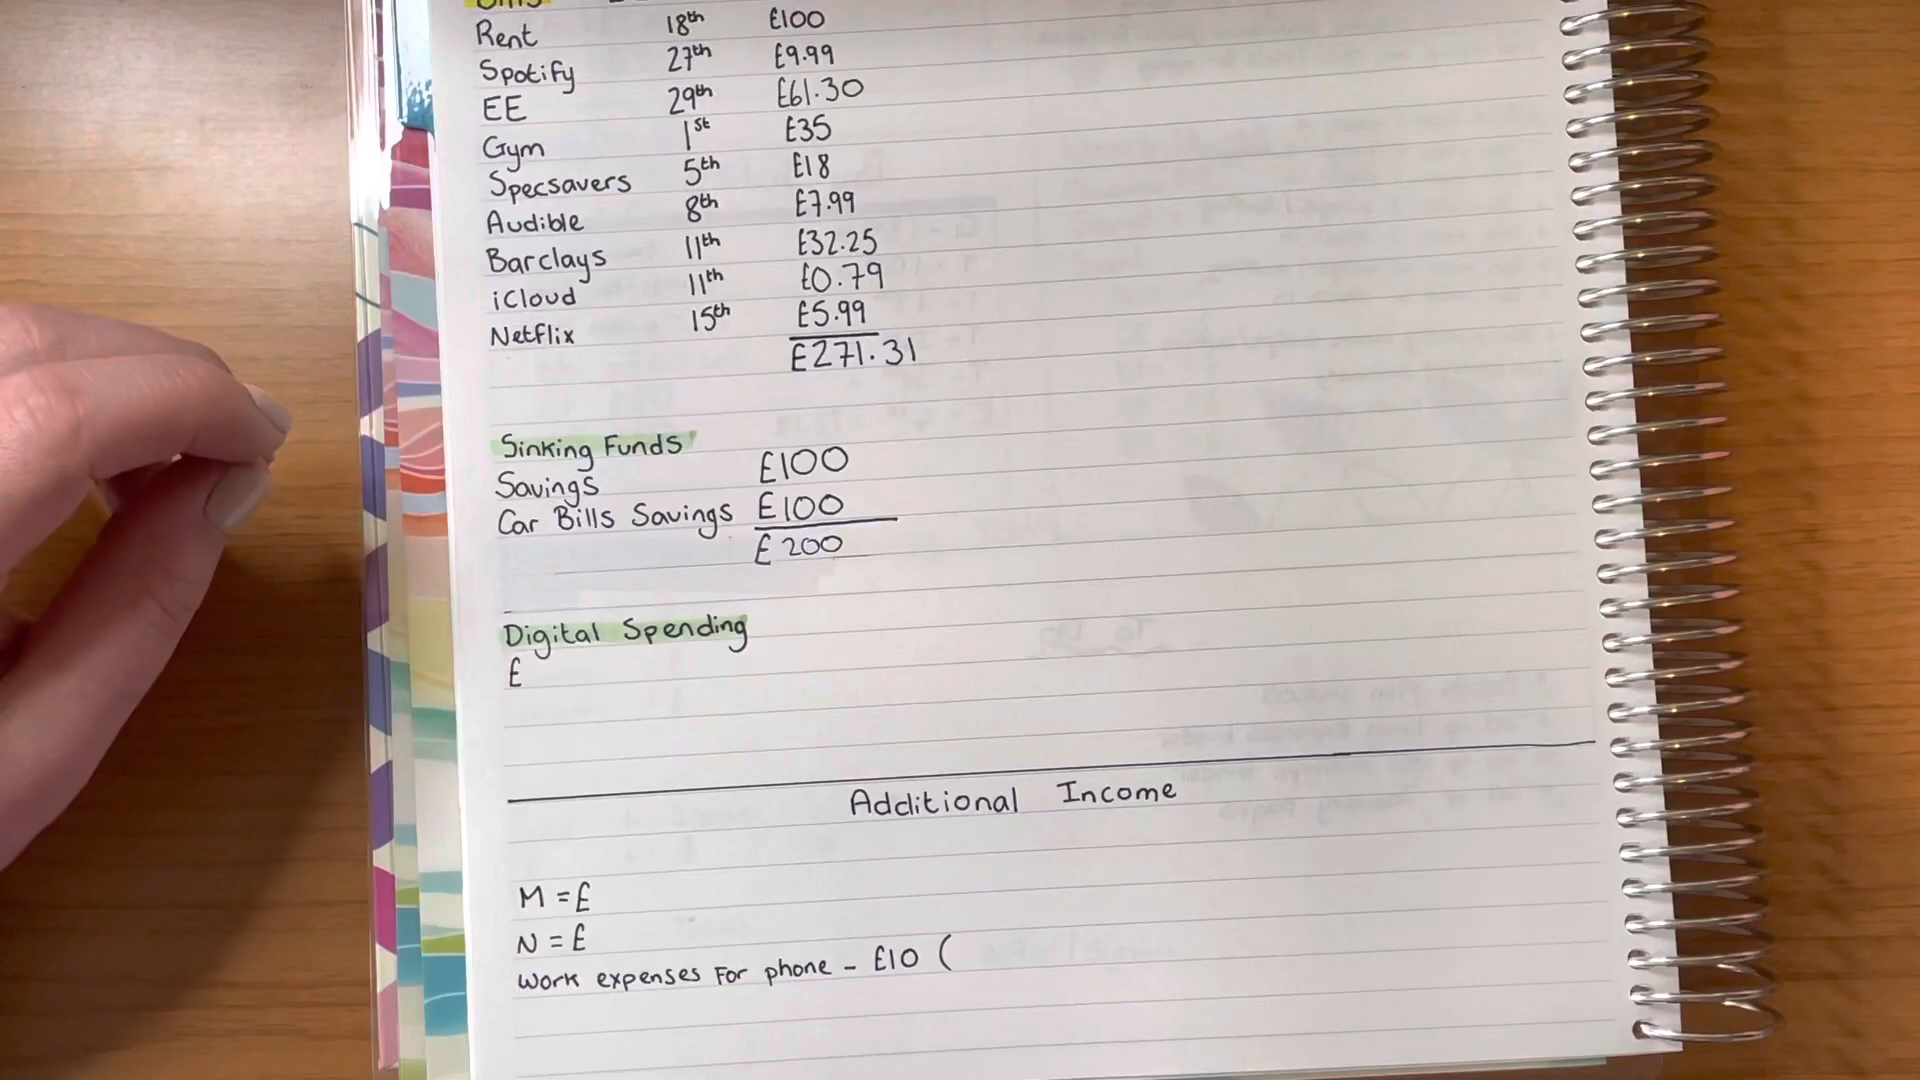 Bills
Rent 18th £100
Spotify 27th £9.99
EE 29th £61.30
Gym 1st £35
Specsavers 5th £18
Audible 8th £7.99
Barclays 11th £32.25
iCloud 11th £0.79
Netflix 15th £5.99
£271.31
Sinking Funds
Savings £100
Car Bills Savings £100
£200
Digital Spending
£
Additional Income
M = £
N = £
Work expenses for phone - £10 (